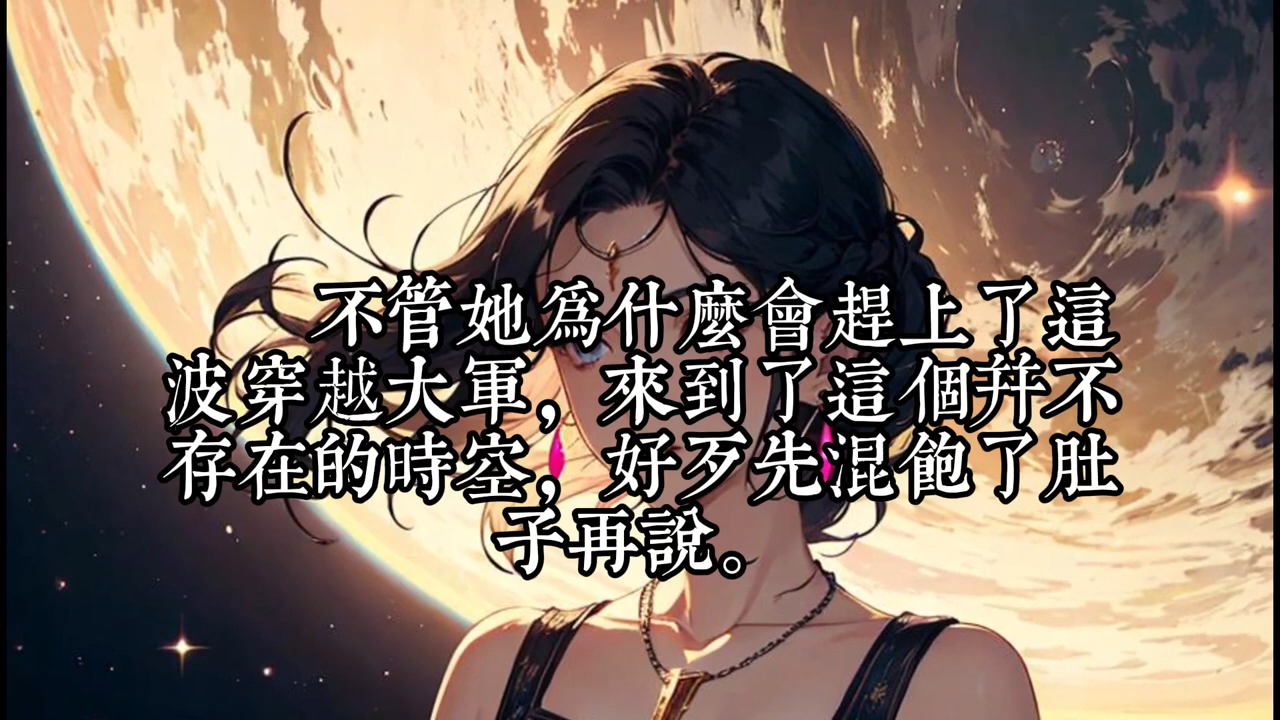 不管她爲什麼會趕上了這
波穿越大軍，來到了這個幷不
存在的時空，好歹先混飽了肚
子再說。